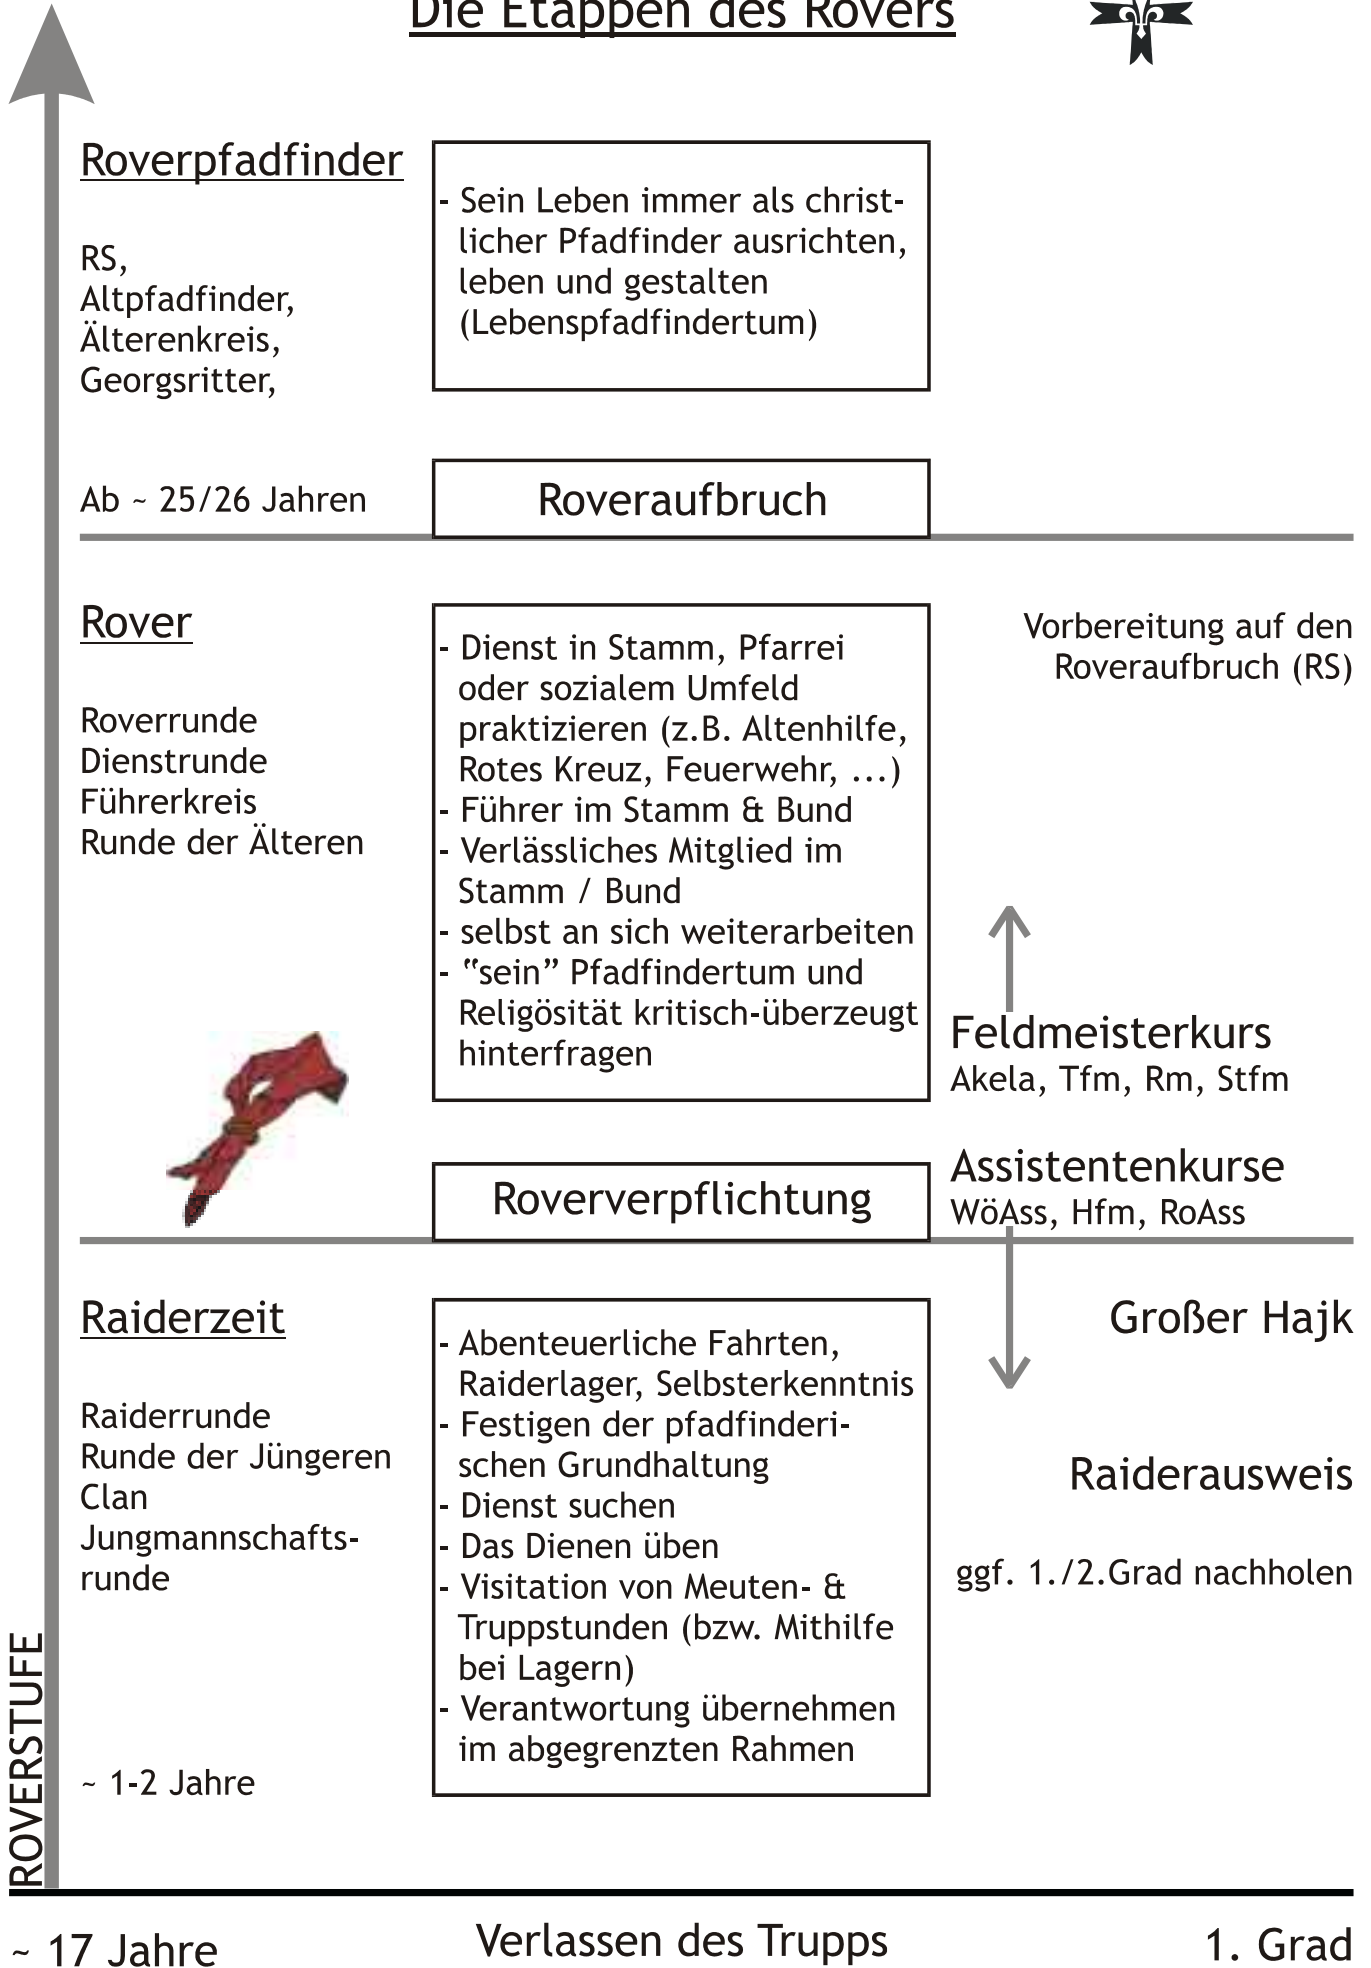 Die Etappen des Rovers
Roverpfadfinder
RS,
Altpfadfinder,
Älterenkreis,
Georgsritter,
- Sein Leben immer als christ-
licher Pfadfinder ausrichten,
leben und gestalten
(Lebenspfadfindertum)
Ab ~ 25/26 Jahren
Roveraufbruch
Rover
Roverrunde
Dienstrunde
Führerkreis
Runde der Älteren
- Dienst in Stamm, Pfarrei
oder sozialem Umfeld
praktizieren (z.B. Altenhilfe,
Rotes Kreuz, Feuerwehr, ...)
- Führer im Stamm & Bund
- Verlässliches Mitglied im
Stamm / Bund
- selbst an sich weiterarbeiten
- “sein” Pfadfindertum und
Religösität kritisch-überzeugt
hinterfragen
Vorbereitung auf den
Roveraufbruch (RS)
Feldmeisterkurs
Akela, Tfm, Rm, Stfm
Assistentenkurse
WöAss, Hfm, RoAss
Roververpflichtung
Raiderzeit
Raiderrunde
Runde der Jüngeren
Clan
Jungmannschafts-
runde
~ 1-2 Jahre
- Abenteuerliche Fahrten,
Raiderlager, Selbsterkenntnis
- Festigen der pfadfinderi-
schen Grundhaltung
- Dienst suchen
- Das Dienen üben
- Visitation von Meuten- &
Truppstunden (bzw. Mithilfe
bei Lagern)
- Verantwortung übernehmen
im abgegrenzten Rahmen
Großer Hajk
Raiderausweis
ggf. 1./2.Grad nachholen
ROVERSTUFE
~ 17 Jahre
Verlassen des Trupps
1. Grad